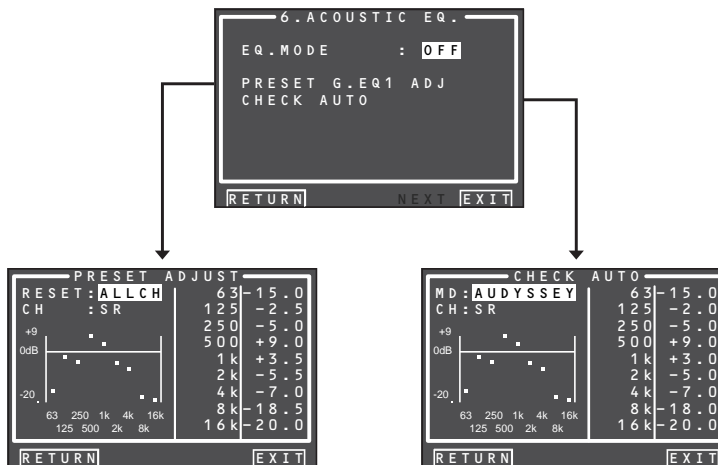 6.ACOUSTIC EQ.
EQ.MODE : OFF
PRESET G.EQ1 ADJ
CHECK AUTO
RETURN NEXT EXIT
PRESET ADJUST
RESET:ALLCH
CH :SR
+9
0dB
-20
63 250 1k 4k 16k
125 500 2k 8k
63 -15.0
125 -2.5
250 -5.0
500 +9.0
1k +3.5
2k -5.5
4k -7.0
8k -18.5
16k -20.0
RETURN EXIT
CHECK AUTO
MD:AUDYSSEY
CH:SR
+9
0dB
-20
63 250 1k 4k 16k
125 500 2k 8k
63 -15.0
125 -2.0
250 -5.0
500 +9.0
1k +3.0
2k -5.0
4k -7.0
8k -18.0
16k -20.0
RETURN EXIT